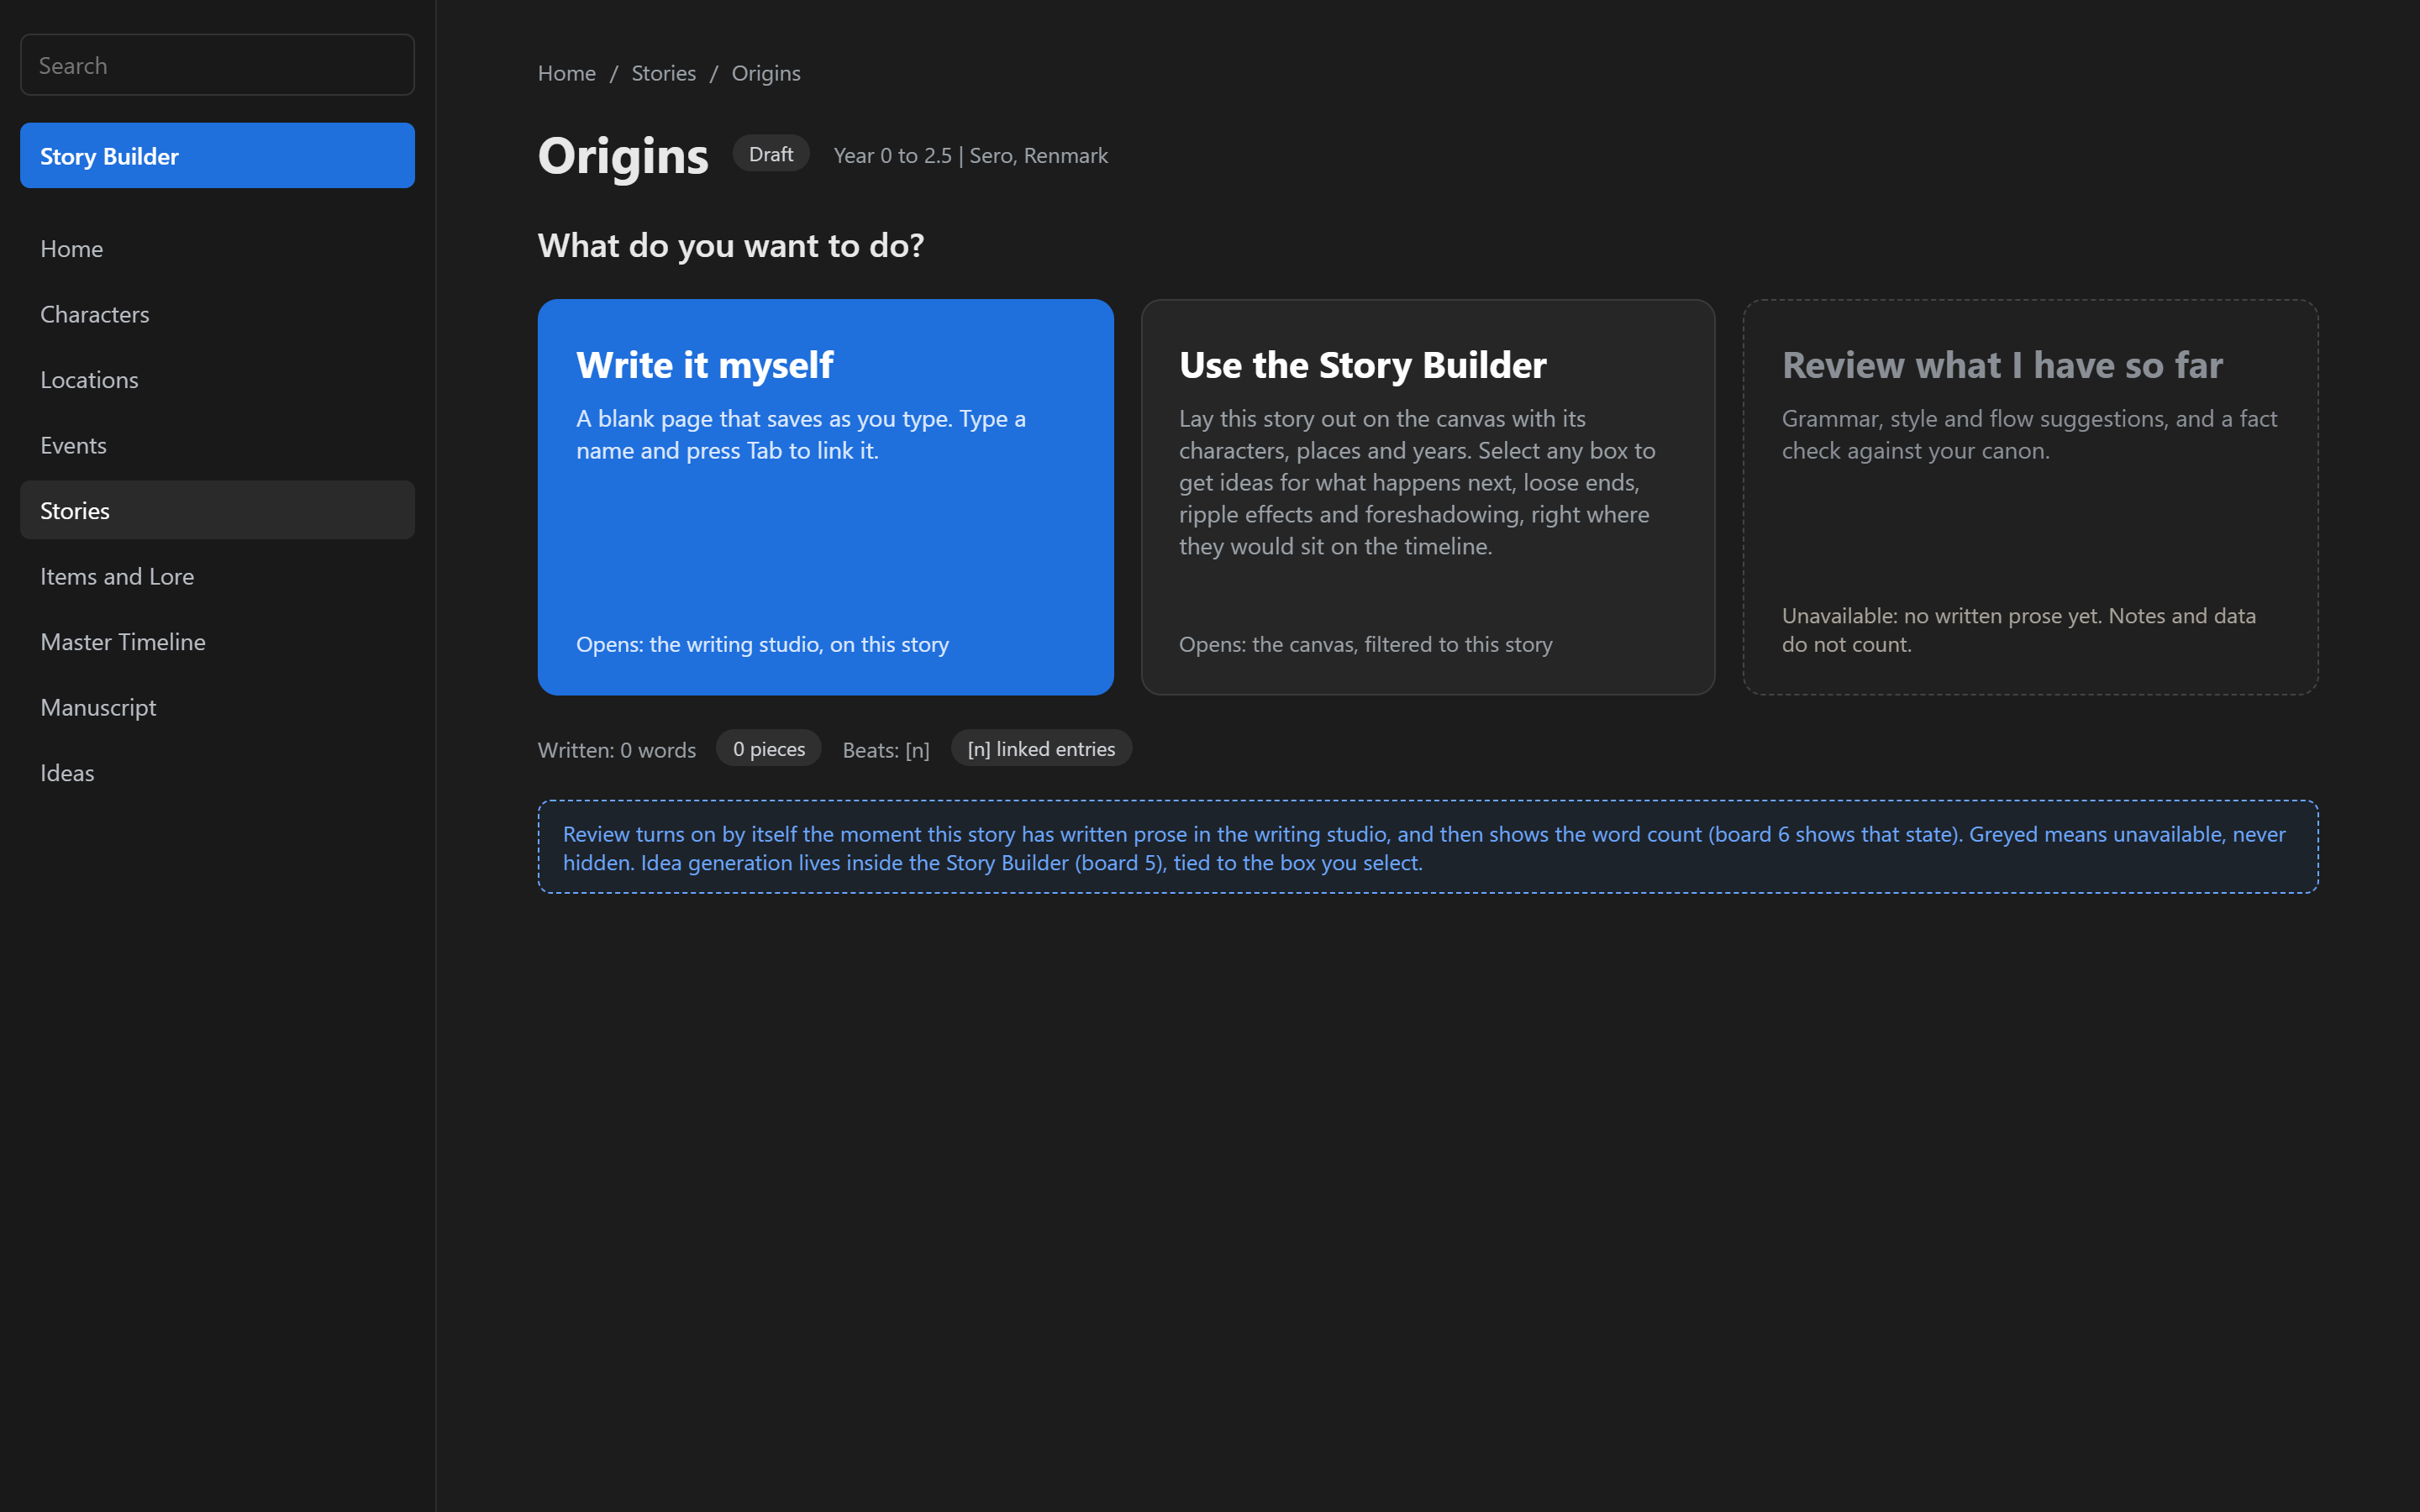 Search
Story Builder
Home
Characters
Locations
Events
Stories
Items and Lore
Master Timeline
Manuscript
Ideas
Home / Stories / Origins
Origins Draft Year 0 to 2.5 | Sero, Renmark
What do you want to do?
Write it myself
A blank page that saves as you type. Type a
name and press Tab to link it.
Opens: the writing studio, on this story
Use the Story Builder
Lay this story out on the canvas with its
characters, places and years. Select any box to
get ideas for what happens next, loose ends,
ripple effects and foreshadowing, right where
they would sit on the timeline.
Opens: the canvas, filtered to this story
Review what I have so far
Grammar, style and flow suggestions, and a fact
check against your canon.
Unavailable: no written prose yet. Notes and data
do not count.
Written: 0 words 0 pieces Beats: [n] [n] linked entries
Review turns on by itself the moment this story has written prose in the writing studio, and then shows the word count (board 6 shows that state). Greyed means unavailable, never
hidden. Idea generation lives inside the Story Builder (board 5), tied to the box you select.